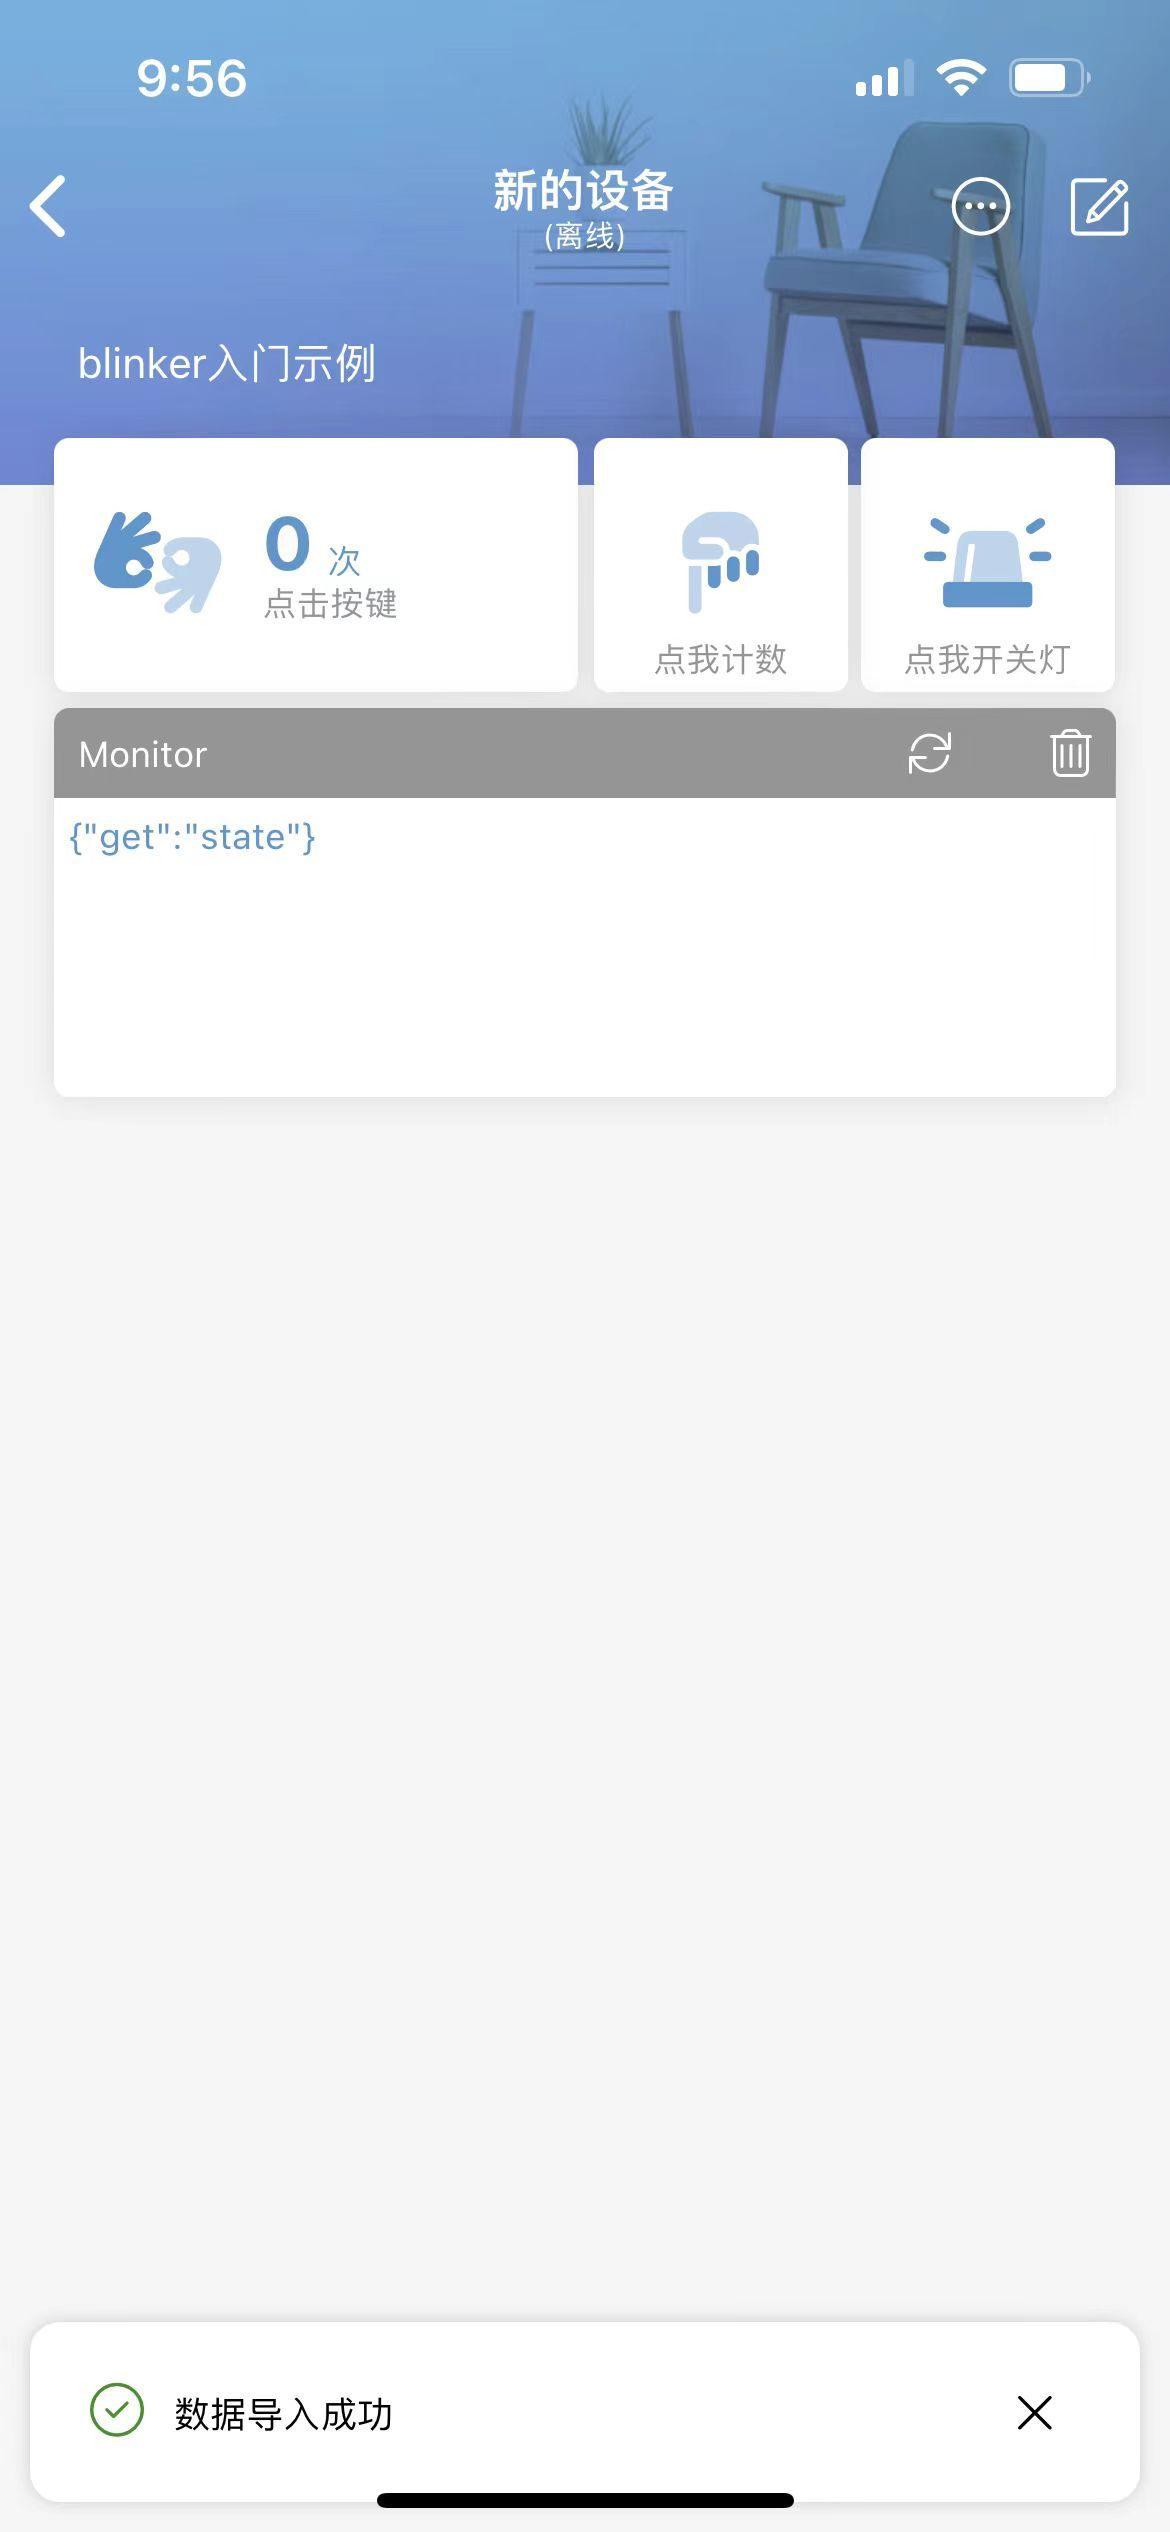 9:56
新的设备
(离线)
blinker入门示例
0 次
点击按键
点我计数
点我开关灯
Monitor
{"get":"state"}
数据导入成功